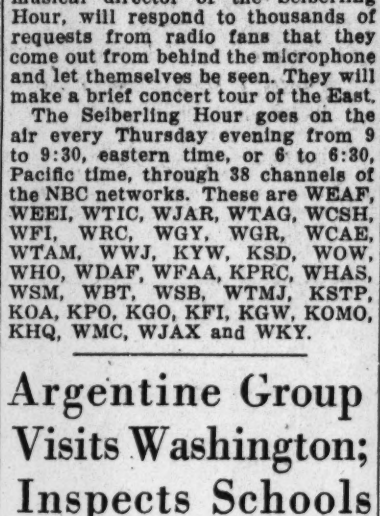 musical director of the Seiberling
Hour, will respond to thousands of
requests from radio fans that they
come out from behind the microphone
and let themselves be seen. They will
make a brief concert tour of the East.
The Seiberling Hour goes on the
air every Thursday evening from 9
to 9:30, eastern time, or 6 to 6:30,
Pacific time, through 38 channels of
the NBC networks. These are WEAF,
WEEI, WTIC, WJAR, WTAG, WCSH,
WFI, WRC, WGY, WGR, WCAE,
WTAM, WWJ, KYW, KSD, WOW,
WHO, WDAF, WFAA, KPRC, WHAS,
WSM, WBT, WSB, WTMJ, KSTP,
KOA, KPO, KGO, KFI, KGW, KOMO,
KHQ, WMC, WJAX and WKY.
Argentine Group
Visits Washington;
Inspects Schools